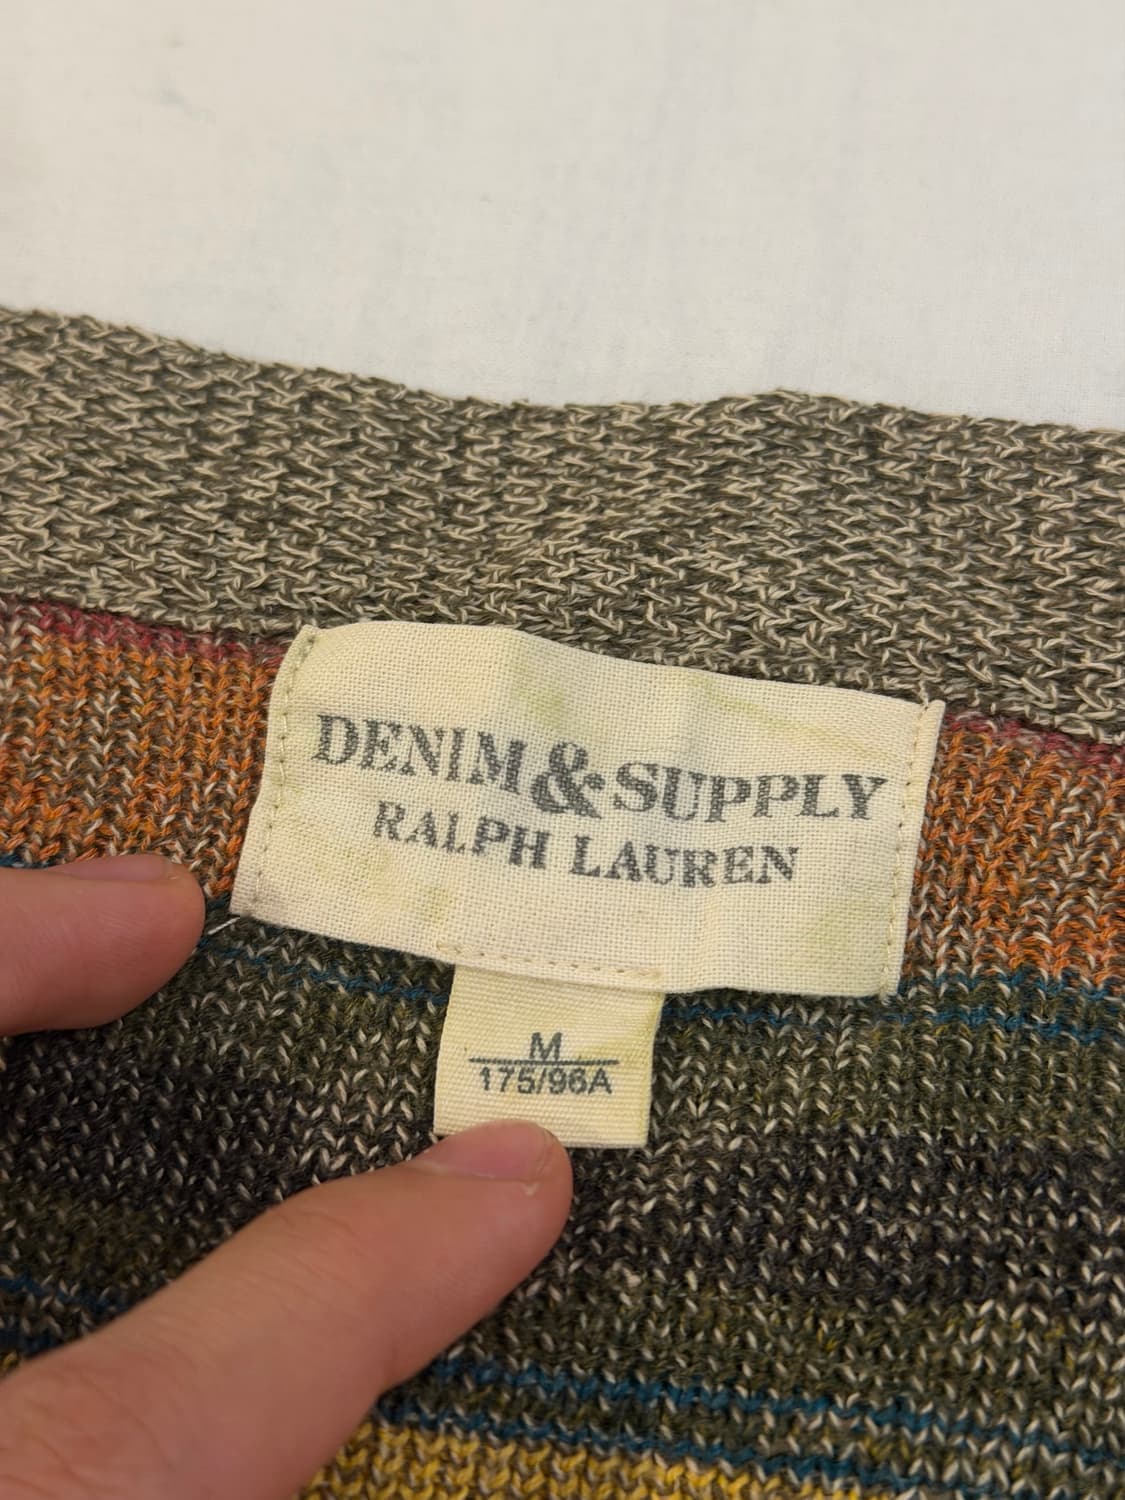 DENIM & SUPPLY
RALPH LAUREN
M
175/96A